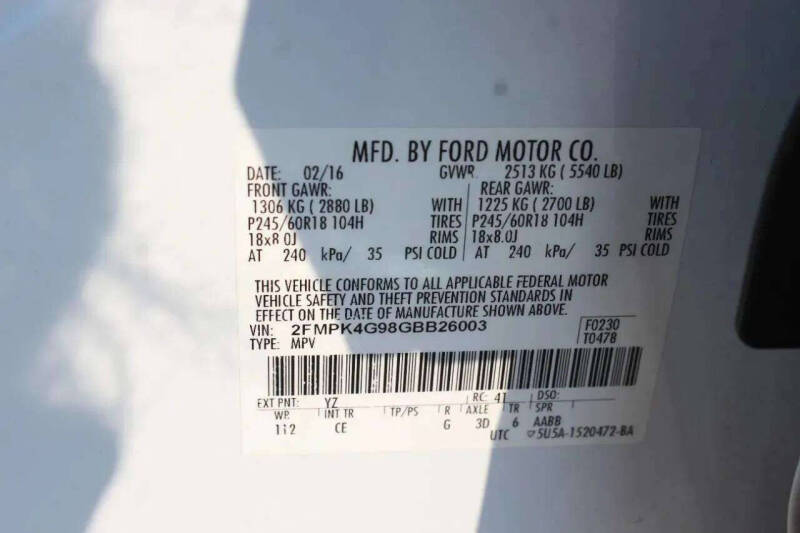 MFD. BY FORD MOTOR CO.
DATE: 02/16 GVWR. 2513 KG ( 5540 LB)
FRONT GAWR: REAR GAWR:
1306 KG ( 2880 LB) WITH 1225 KG ( 2700 LB) WITH
P245/60R18 104H TIRES P245/60R18 104H TIRES
18x8.0J RIMS 18x8.0J RIMS
AT 240 kPa/ 35 PSI COLD AT 240 kPa/ 35 PSI COLD
THIS VEHICLE CONFORMS TO ALL APPLICABLE FEDERAL MOTOR
VEHICLE SAFETY AND THEFT PREVENTION STANDARDS IN
EFFECT ON THE DATE OF MANUFACTURE SHOWN ABOVE.
VIN: 2FMPK4G98GBB26003 F0230
TYPE: MPV T0478
EXT PNT: YZ RC: 41 DSO:
WB INT TR TP/PS R AXLE TR SPR
112 CE G 3D 6 AABB
UTC 5U5A-1520472-BA